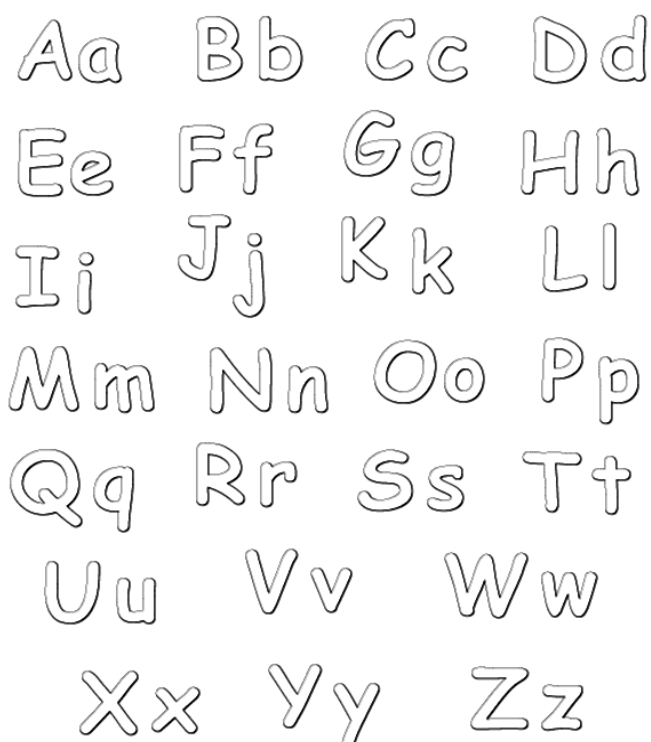 Aa Bb Cc Dd
Ee Ff Gg Hh
Ii Jj Kk Ll
Mm Nn Oo Pp
Qq Rr Ss Tt
Uu Vv Ww
Xx Yy Zz